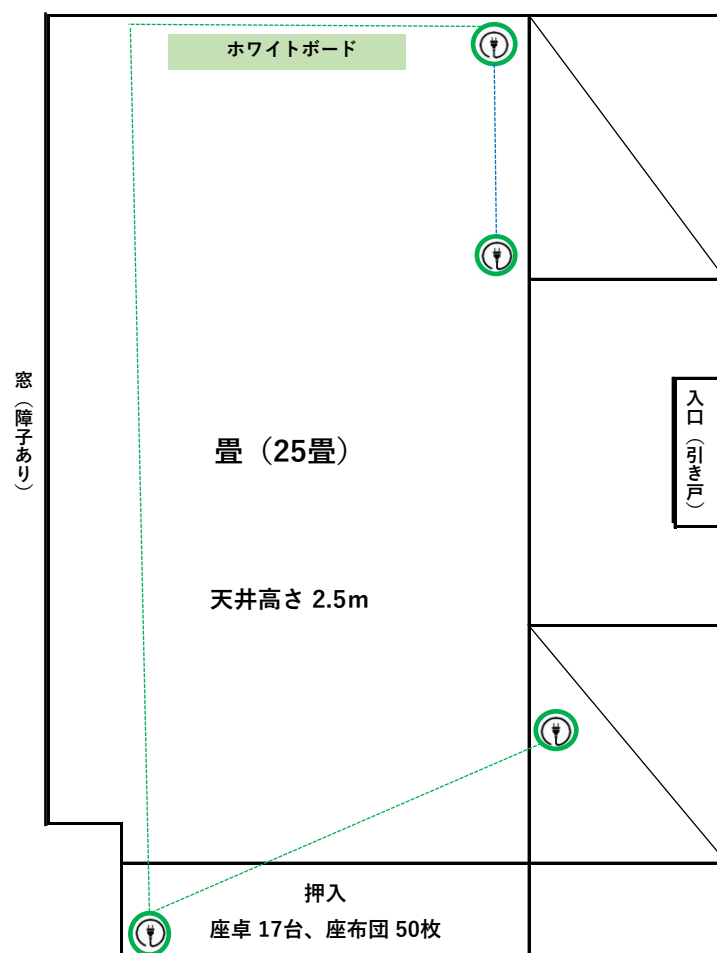 ホワイトボード
窓（障子あり）
入口（引き戸）
畳（25畳）
天井高さ 2.5m
押入
座卓 17台、座布団 50枚